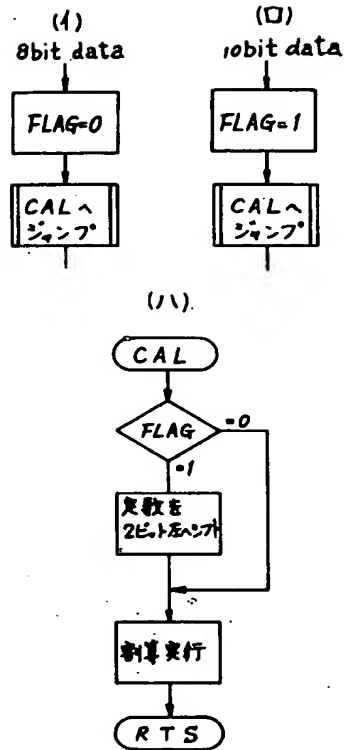 (イ)
8bit data
FLAG=0
CALへ
ジャンプ
(ロ)
10bit data
FLAG=1
CALへ
ジャンプ
(ハ)
CAL
FLAG
=0
=1
定数を
2ビット左へシフト
割算実行
RTS